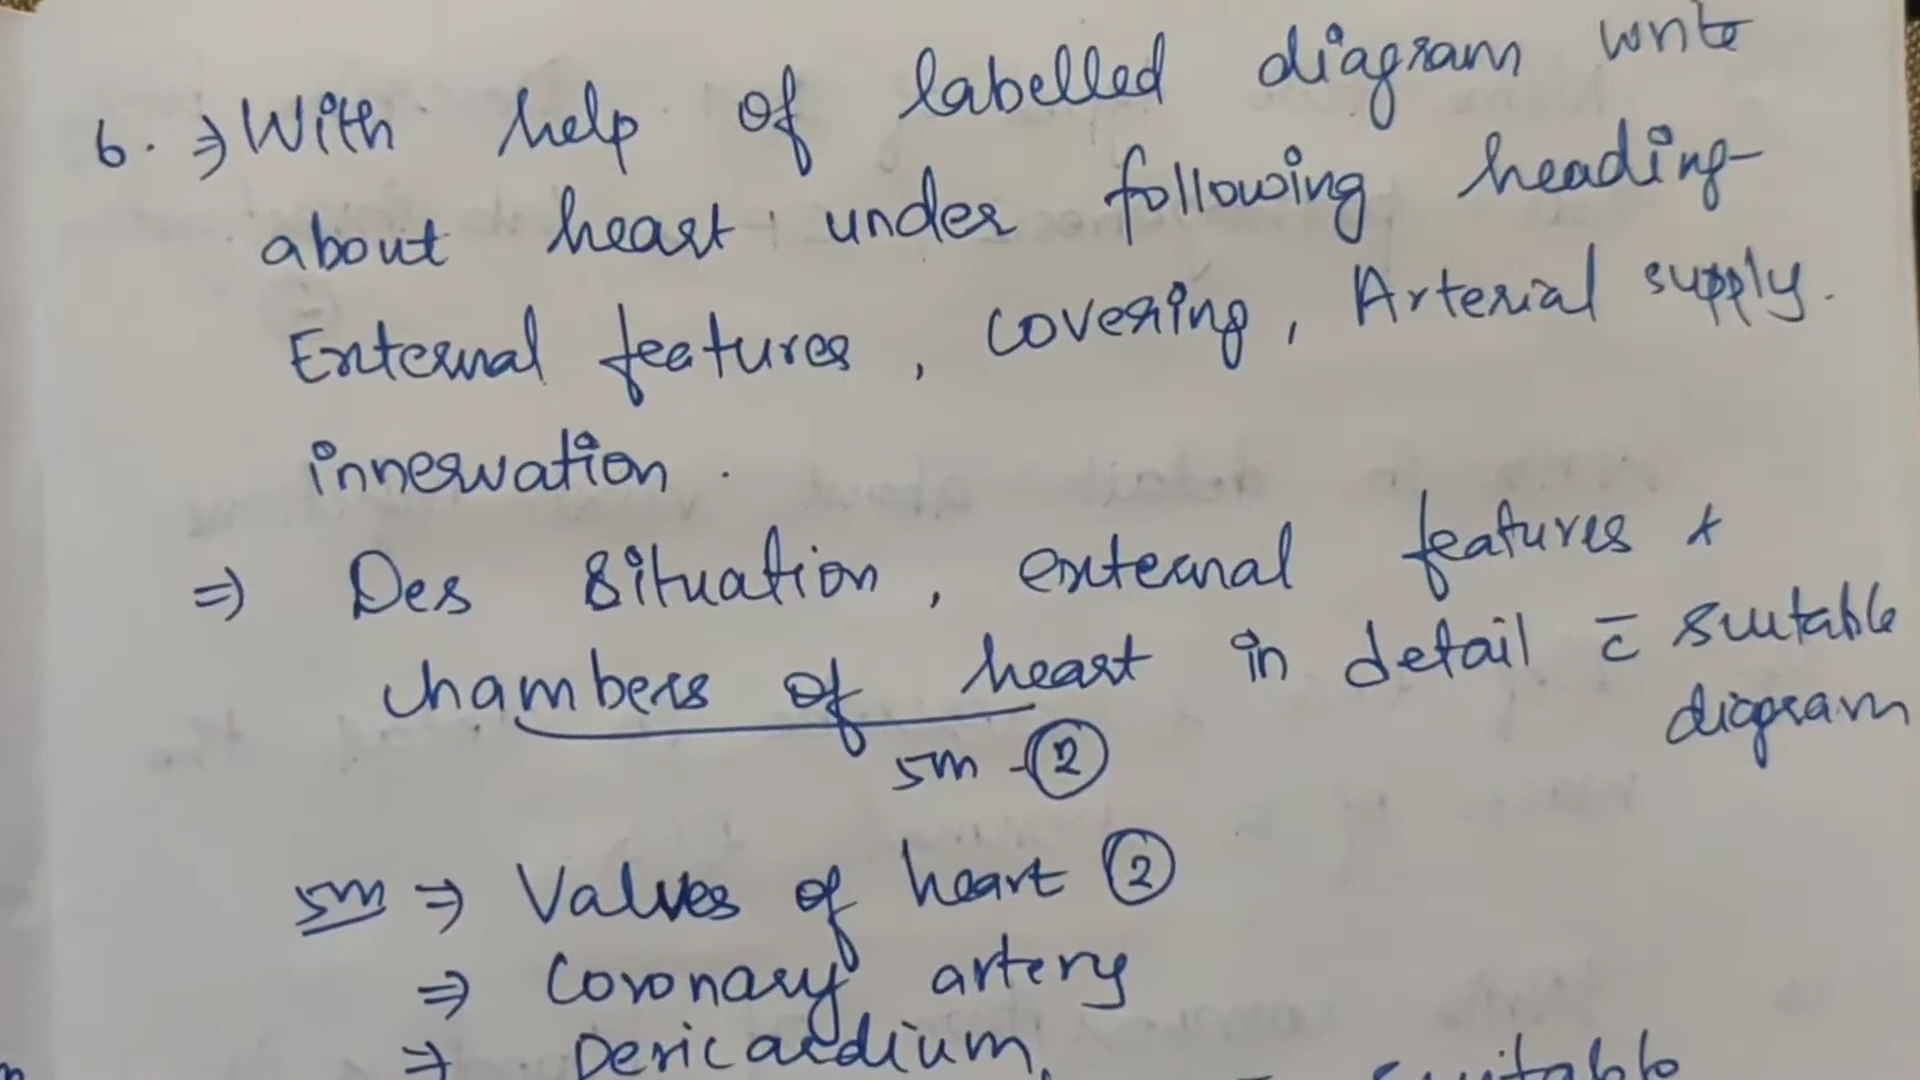 6. ⇒ With help of labelled diagram write
about heart under following heading-
External features, covering, Arterial supply.
innervation.
⇒ Des situation, external features &
chambers of heart in detail c̄ suitable
diagram
5m - ②
5m ⇒ Valves of heart ②
⇒ Coronary artery
⇒ Pericardium.
suitable